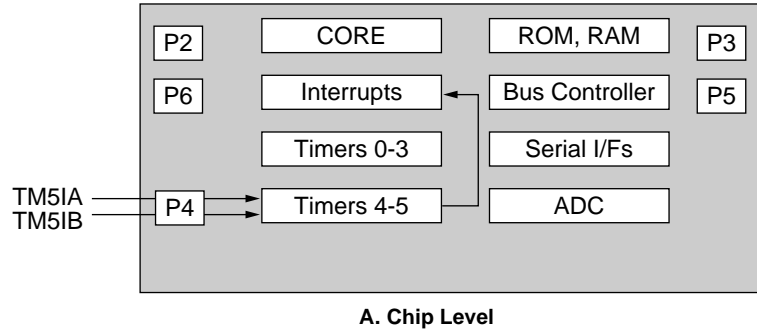 P2 CORE ROM, RAM P3
P6 Interrupts Bus Controller P5
Timers 0-3 Serial I/Fs
TM5IA
TM5IB
P4 Timers 4-5 ADC
A. Chip Level